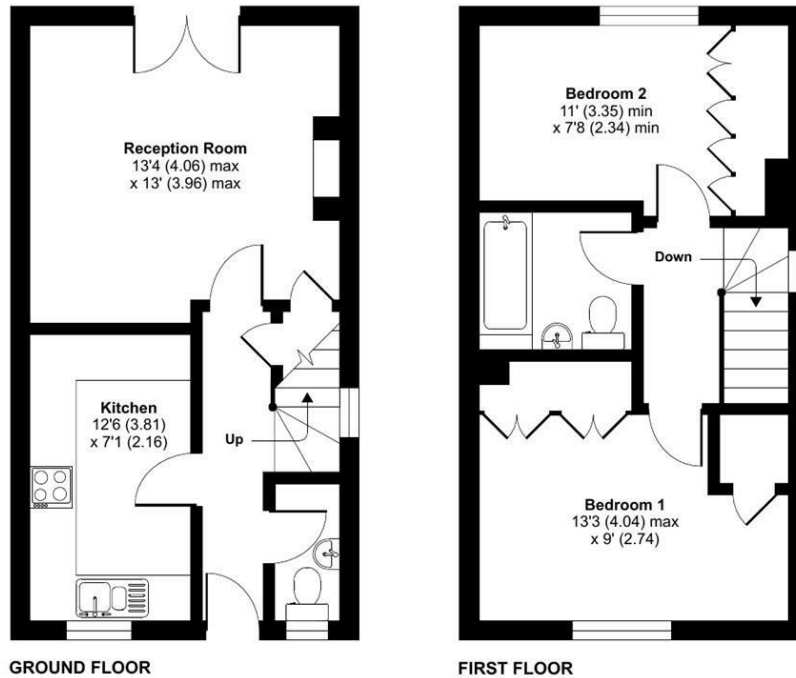 Reception Room
13'4 (4.06) max
x 13' (3.96) max
Kitchen
12'6 (3.81)
x 7'1 (2.16)
Up
GROUND FLOOR
Bedroom 2
11' (3.35) min
x 7'8 (2.34) min
Down
Bedroom 1
13'3 (4.04) max
x 9' (2.74)
FIRST FLOOR